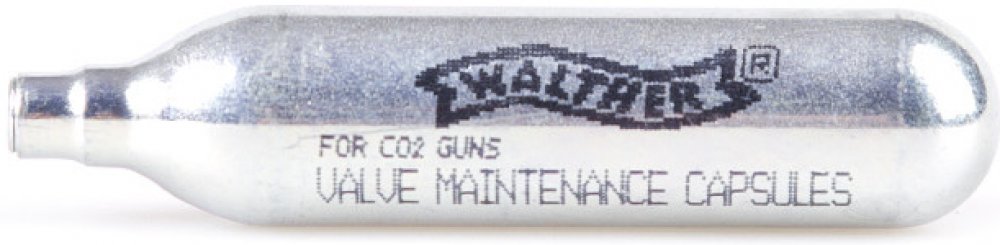 WALTHER®
FOR CO2 GUNS
VALVE MAINTENANCE CAPSULES